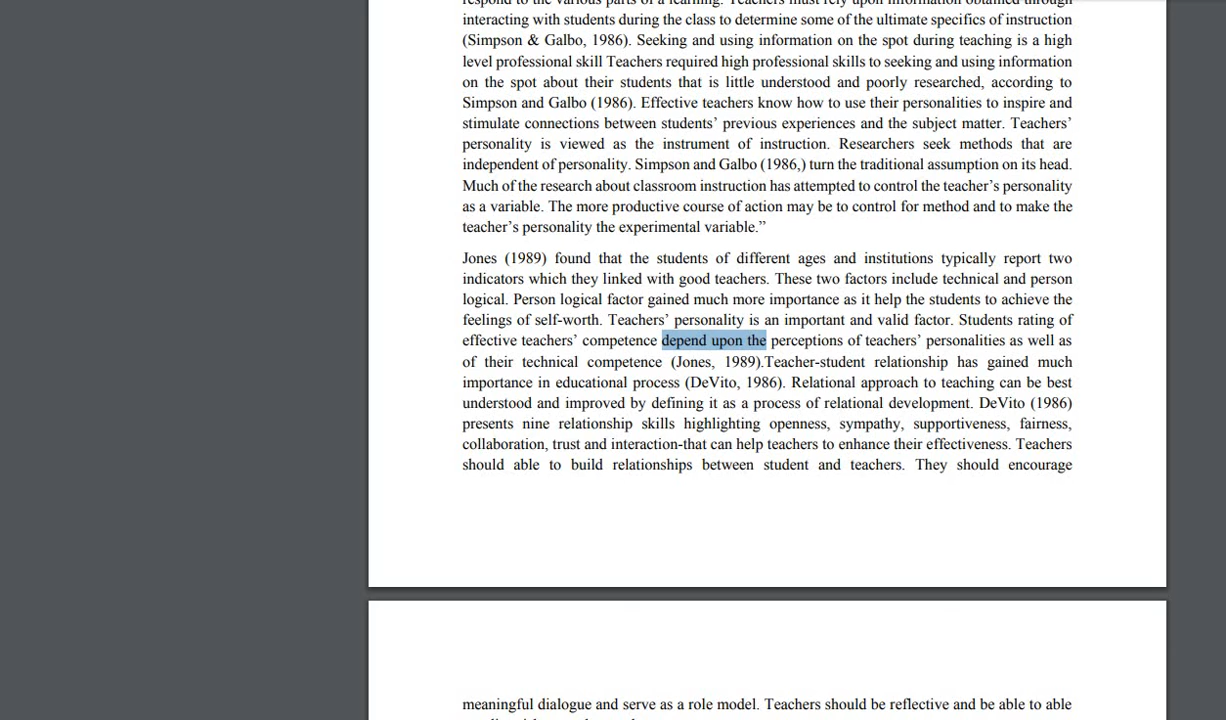 respond to the various parts of a learning. Teachers must rely upon information obtained through
interacting with students during the class to determine some of the ultimate specifics of instruction
(Simpson & Galbo, 1986). Seeking and using information on the spot during teaching is a high
level professional skill Teachers required high professional skills to seeking and using information
on the spot about their students that is little understood and poorly researched, according to
Simpson and Galbo (1986). Effective teachers know how to use their personalities to inspire and
stimulate connections between students’ previous experiences and the subject matter. Teachers’
personality is viewed as the instrument of instruction. Researchers seek methods that are
independent of personality. Simpson and Galbo (1986,) turn the traditional assumption on its head.
Much of the research about classroom instruction has attempted to control the teacher’s personality
as a variable. The more productive course of action may be to control for method and to make the
teacher’s personality the experimental variable.”
Jones (1989) found that the students of different ages and institutions typically report two
indicators which they linked with good teachers. These two factors include technical and person
logical. Person logical factor gained much more importance as it help the students to achieve the
feelings of self-worth. Teachers’ personality is an important and valid factor. Students rating of
effective teachers’ competence depend upon the perceptions of teachers’ personalities as well as
of their technical competence (Jones, 1989).Teacher-student relationship has gained much
importance in educational process (DeVito, 1986). Relational approach to teaching can be best
understood and improved by defining it as a process of relational development. DeVito (1986)
presents nine relationship skills highlighting openness, sympathy, supportiveness, fairness,
collaboration, trust and interaction-that can help teachers to enhance their effectiveness. Teachers
should able to build relationships between student and teachers. They should encourage
meaningful dialogue and serve as a role model. Teachers should be reflective and be able to able